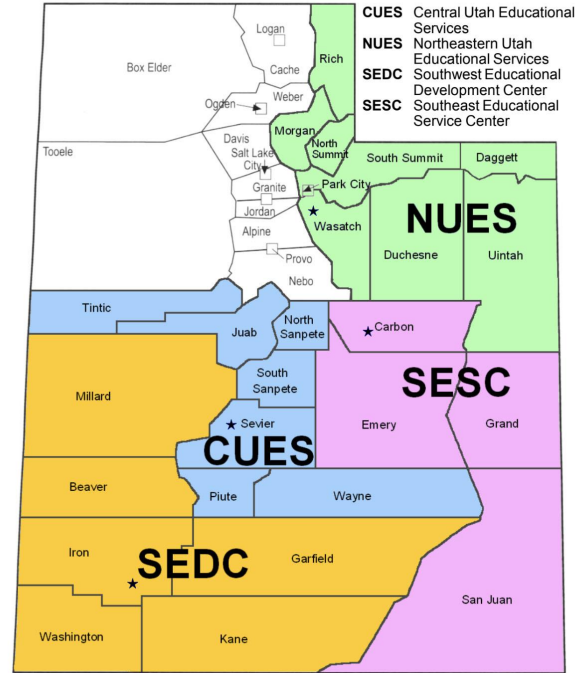 CUES Central Utah Educational
Services
NUES Northeastern Utah
Educational Services
SEDC Southwest Educational
Development Center
SESC Southeast Educational
Service Center
Logan
Rich
Box Elder
Cache
Weber
Ogden
Morgan
North
Summit
Davis
Tooele
Salt Lake
City
South Summit
Daggett
Granite
Park City
Jordan
Wasatch
NUES
Alpine
Provo
Duchesne
Uintah
Nebo
Tintic
Juab
North
Sanpete
Carbon
South
Sanpete
SESC
Millard
Sevier
Emery
Grand
CUES
Beaver
Piute
Wayne
Iron
SEDC
Garfield
San Juan
Washington
Kane